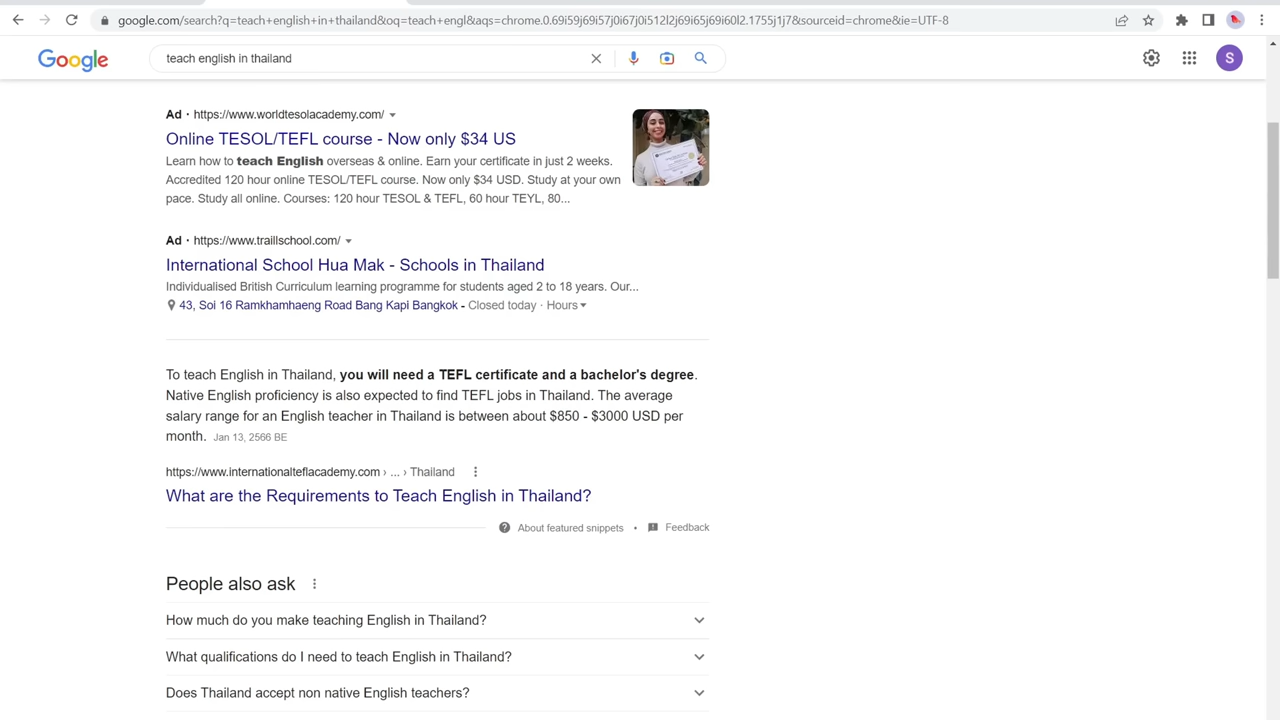 google.com/search?q=teach+english+in+thailand&oq=teach+engl&aqs=chrome.0.69i59j69i57j0i67j0i512l2j69i65j69i60l2.1755j1j7&sourceid=chrome&ie=UTF-8
Google
teach english in thailand
S
Ad · https://www.worldtesolacademy.com/
Online TESOL/TEFL course - Now only $34 US
Learn how to teach English overseas & online. Earn your certificate in just 2 weeks.
Accredited 120 hour online TESOL/TEFL course. Now only $34 USD. Study at your own
pace. Study all online. Courses: 120 hour TESOL & TEFL, 60 hour TEYL, 80...
Ad · https://www.traillschool.com/
International School Hua Mak - Schools in Thailand
Individualised British Curriculum learning programme for students aged 2 to 18 years. Our...
43, Soi 16 Ramkhamhaeng Road Bang Kapi Bangkok - Closed today · Hours
To teach English in Thailand, you will need a TEFL certificate and a bachelor's degree.
Native English proficiency is also expected to find TEFL jobs in Thailand. The average
salary range for an English teacher in Thailand is between about $850 - $3000 USD per
month. Jan 13, 2566 BE
https://www.internationalteflacademy.com › ... › Thailand
What are the Requirements to Teach English in Thailand?
About featured snippets • Feedback
People also ask
How much do you make teaching English in Thailand?
What qualifications do I need to teach English in Thailand?
Does Thailand accept non native English teachers?